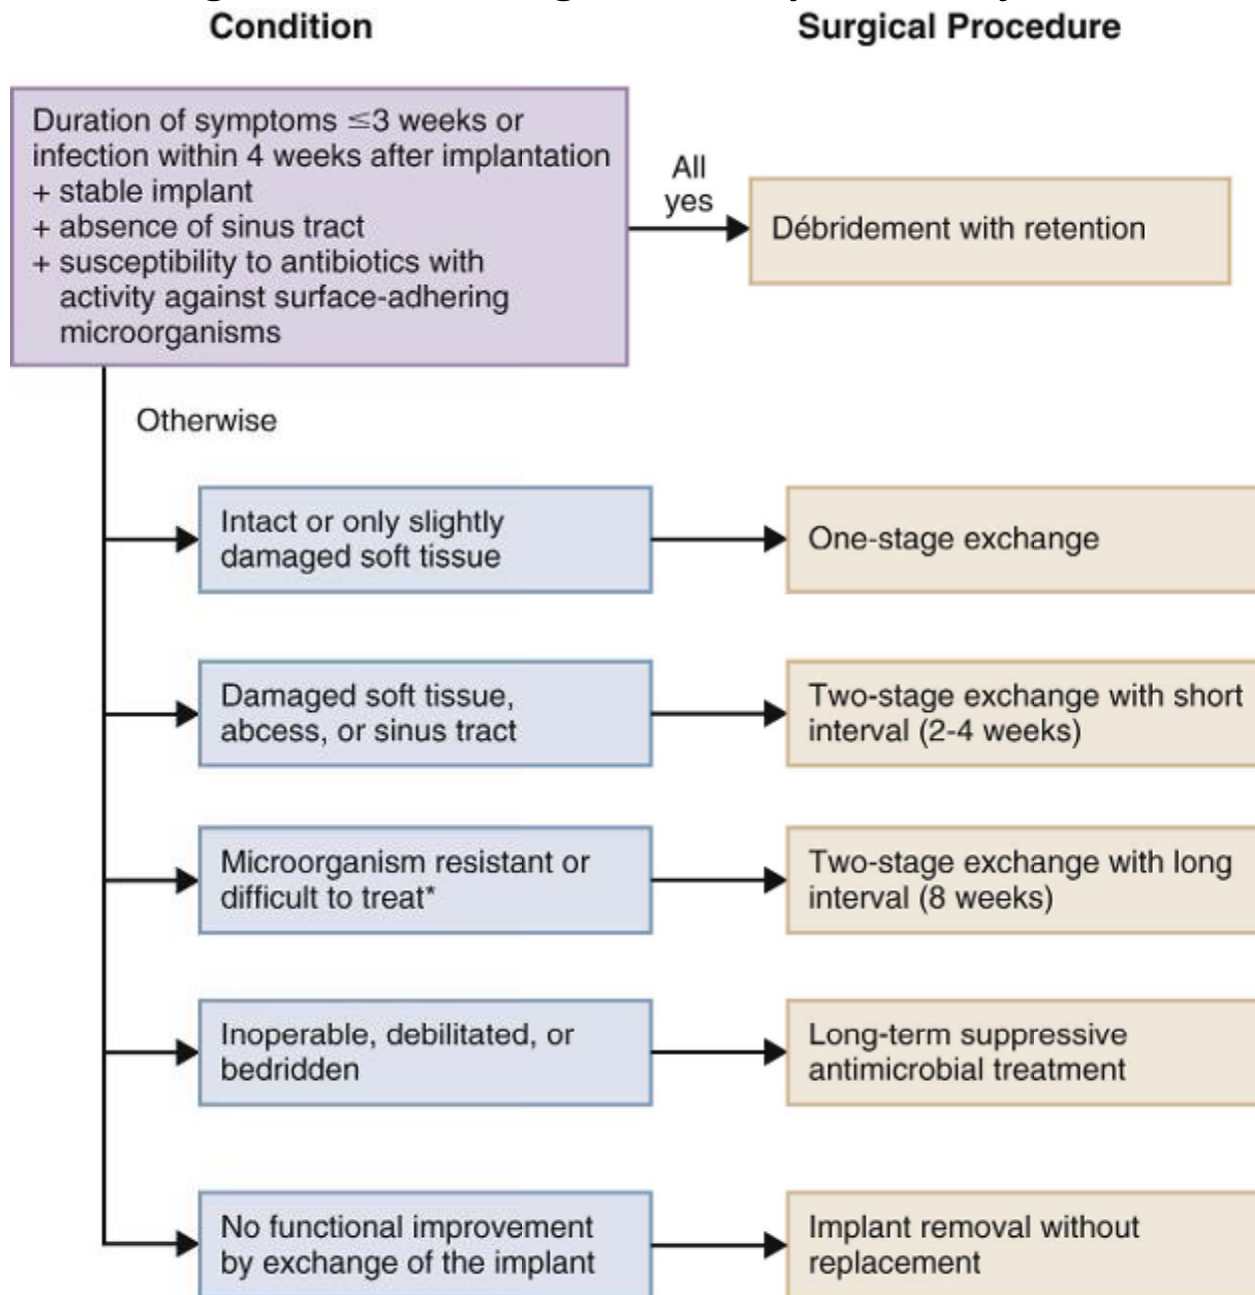 Condition
Surgical Procedure
Duration of symptoms ≤3 weeks or
infection within 4 weeks after implantation
+ stable implant
+ absence of sinus tract
+ susceptibility to antibiotics with
activity against surface-adhering
microorganisms
All
yes
Débridement with retention
Otherwise
Intact or only slightly
damaged soft tissue
One-stage exchange
Damaged soft tissue,
abcess, or sinus tract
Two-stage exchange with short
interval (2-4 weeks)
Microorganism resistant or
difficult to treat*
Two-stage exchange with long
interval (8 weeks)
Inoperable, debilitated, or
bedridden
Long-term suppressive
antimicrobial treatment
No functional improvement
by exchange of the implant
Implant removal without
replacement